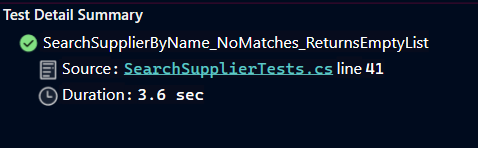 Test Detail Summary
SearchSupplierByName_NoMatches_ReturnsEmptyList
Source: SearchSupplierTests.cs line 41
Duration: 3.6 sec